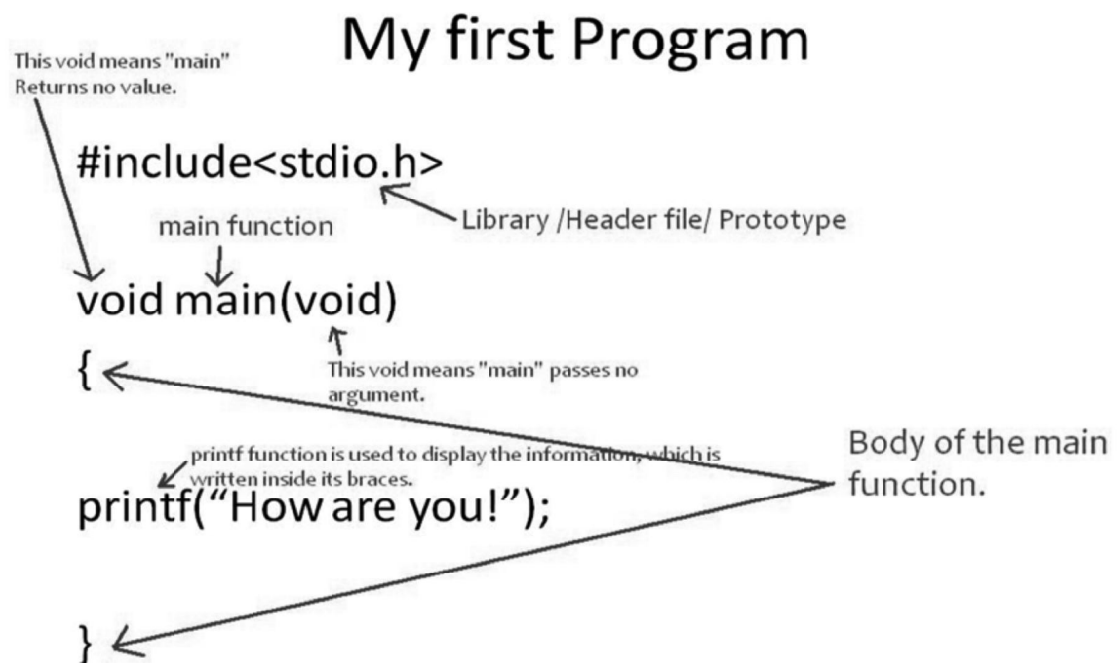 My first Program
This void means "main"
Returns no value.
#include<stdio.h>
Library /Header file/ Prototype
main function
void main(void)
{
This void means "main" passes no
argument.
Body of the main
function.
printf function is used to display the information, which is
written inside its braces.
printf(“How are you!”);
}